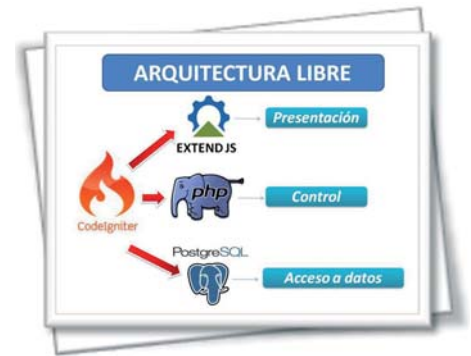 ARQUITECTURA LIBRE
Presentación
EXTEND JS
php
Control
CodeIgniter
PostgreSQL
Acceso a datos